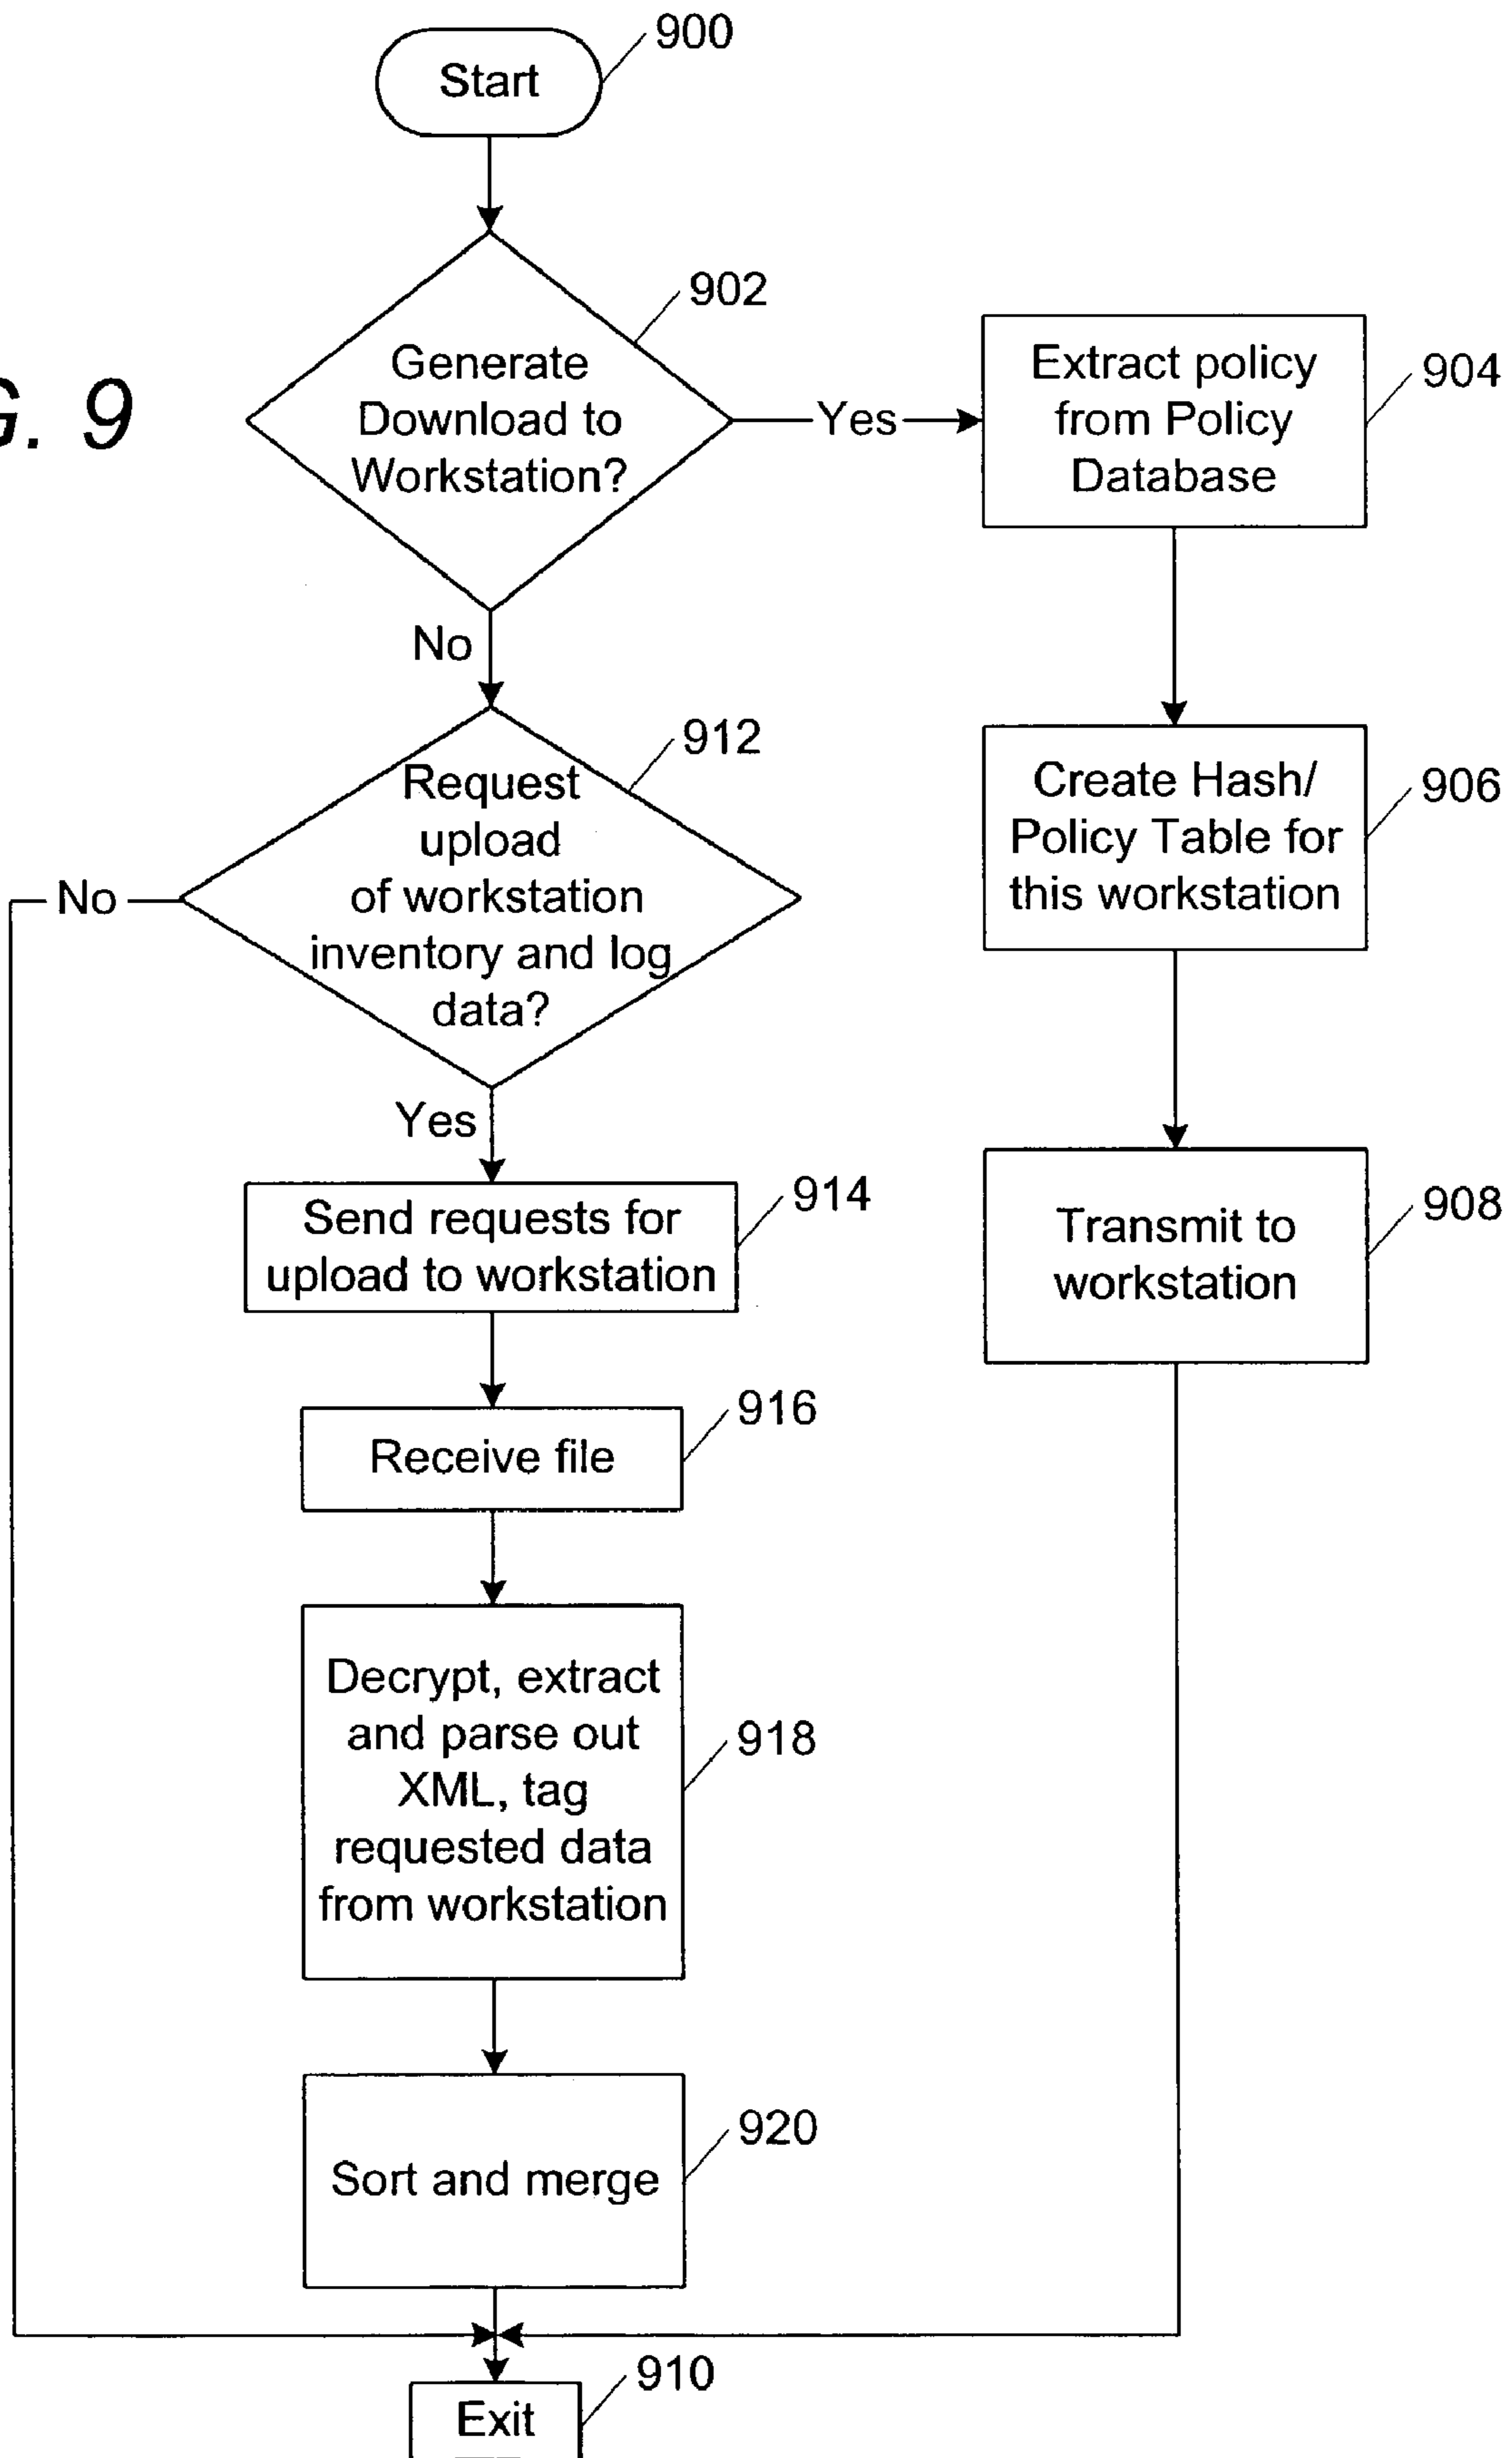 900
Start
902
Generate
Download to
Workstation?
Yes
Extract policy
from Policy
Database
904
G. 9
No
912
Request
upload
of workstation
inventory and log
data?
No
Create Hash/
Policy Table for
this workstation
906
Yes
Send requests for
upload to workstation
914
Transmit to
workstation
908
Receive file
916
Decrypt, extract
and parse out
XML, tag
requested data
from workstation
918
Sort and merge
920
Exit
910